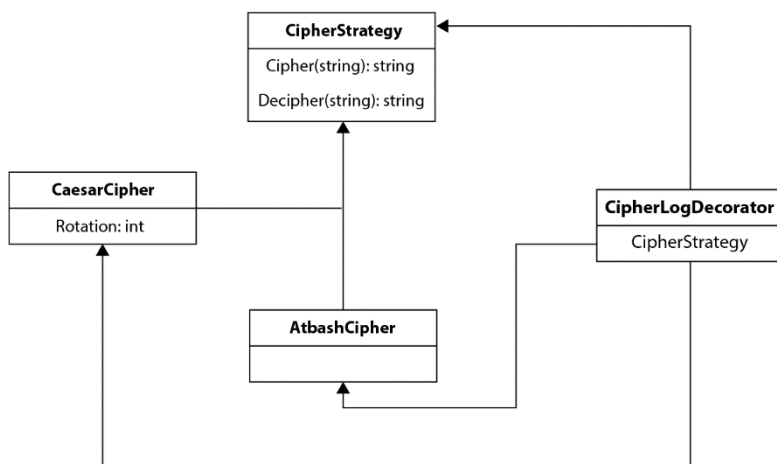 CipherStrategy
Cipher(string): string
Decipher(string): string
CaesarCipher
Rotation: int
CipherLogDecorator
CipherStrategy
AtbashCipher